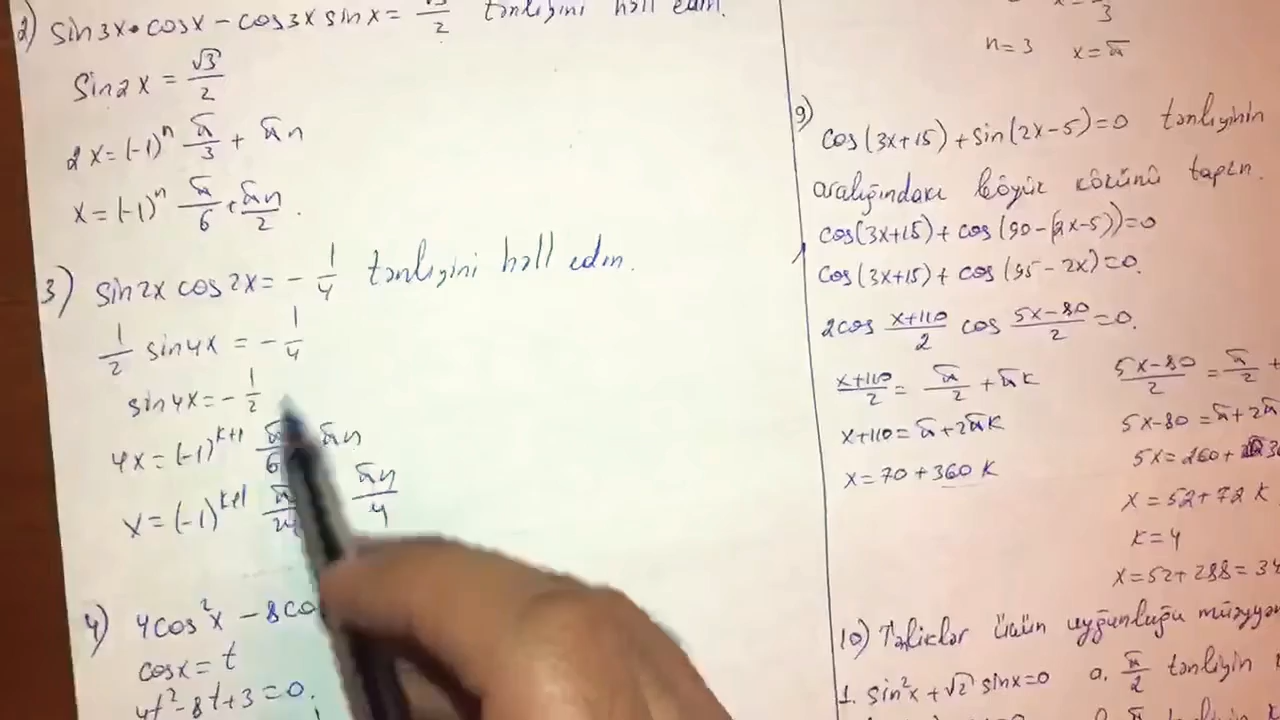 2) sin3x·cosx − cos3x sinx = √3/2 tənliyini həll edin.
Sin2x = √3/2
2x = (−1)^n π/3 + πn
x = (−1)^n π/6 + πn/2.
3) sin2x cos2x = − 1/4 tənliyini həll edin.
1/2 sin4x = − 1/4
sin4x = − 1/2
4x = (−1)^{k+1} π/6 πn
x = (−1)^{k+1} πn/4
4) 4cos²x − 8co
cosx = t
4t² − 8t + 3 = 0.
n = 3 x = π
9) cos(3x+15) + sin(2x−5) = 0 tənliyinin
aralığındakı böyük kökünü tapın.
cos(3x+15) + cos(90 − (2x−5)) = 0
cos(3x+15) + cos(95 − 2x) = 0.
2cos x+110/2 cos 5x−80/2 = 0.
x+110/2 = π/2 + πk
x+110 = π + 2πk
x = 70 + 360 k
5x−80/2 = π/2 +
5x−80 = π + 2π
5x = 260 +
x = 52 + 72 k
k = 4
x = 52 + 288 = 34
10) Təkliklər üçün uyğunluğu müəyyə
1. sin²x + √2 sinx = 0 a. π/2 tənliyin